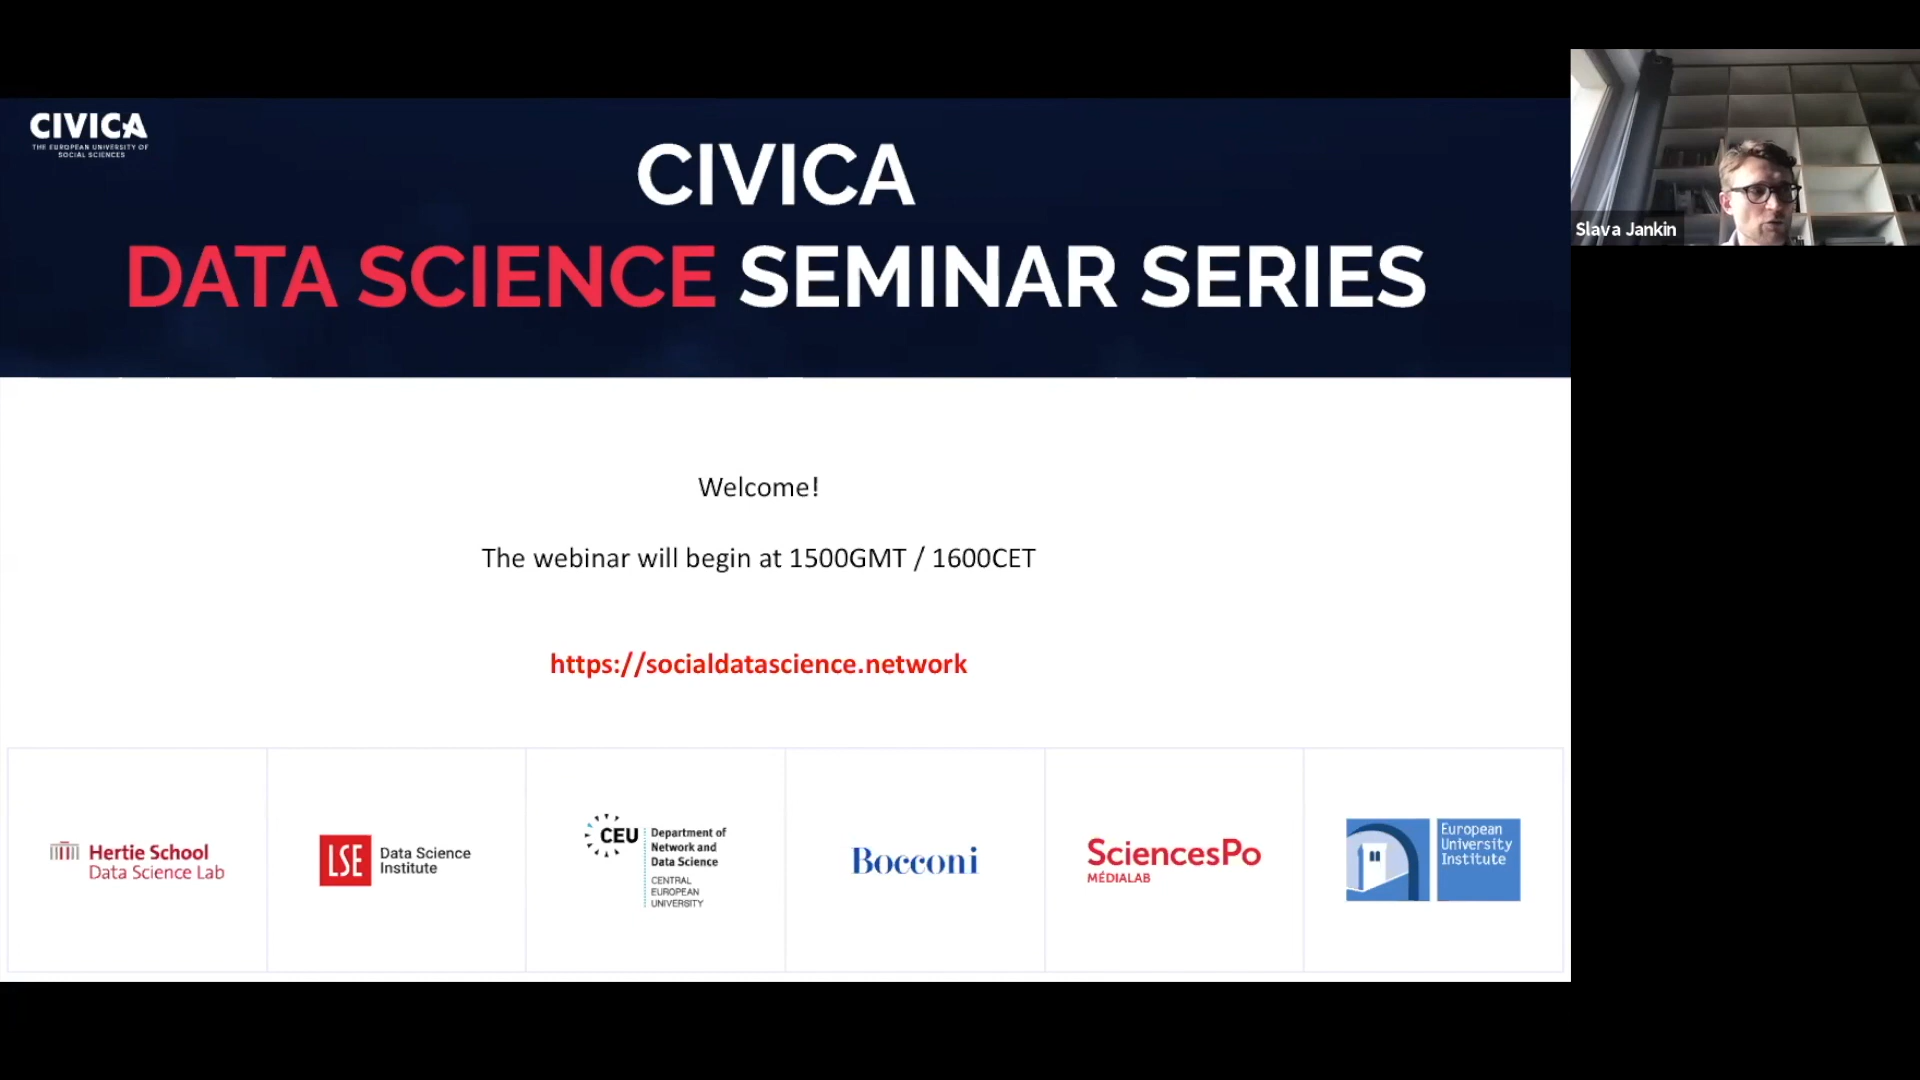 CIVICA
THE EUROPEAN UNIVERSITY OF
SOCIAL SCIENCES
CIVICA
DATA SCIENCE SEMINAR SERIES
Slava Jankin
Welcome!
The webinar will begin at 1500GMT / 1600CET
https://socialdatascience.network
Hertie School
Data Science Lab
LSE
Data Science
Institute
CEU
Department of
Network and
Data Science
CENTRAL
EUROPEAN
UNIVERSITY
Bocconi
SciencesPo
MÉDIALAB
European
University
Institute